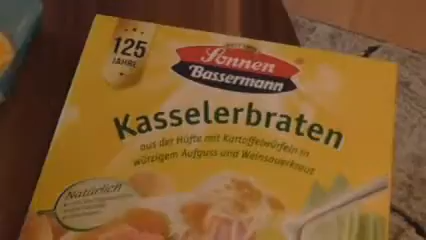 125
JAHRE
Sonnen
Bassermann
Kasselerbraten
aus der Hüfte mit Kartoffelwürfeln in
würzigem Aufguss und Weinsauerkraut
Natürlich